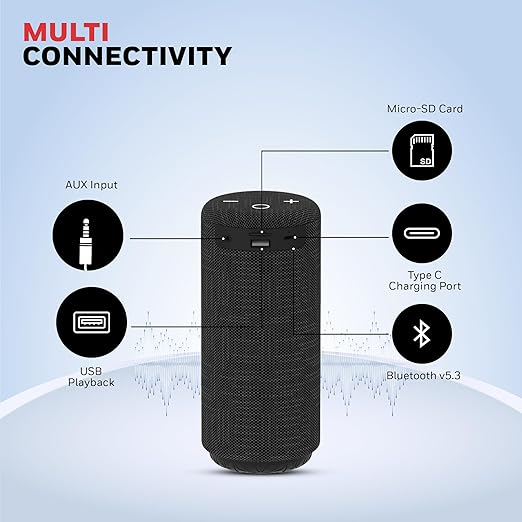 MULTI
CONNECTIVITY
Micro-SD Card
SD
AUX Input
Type C
Charging Port
USB
Playback
Bluetooth v5.3